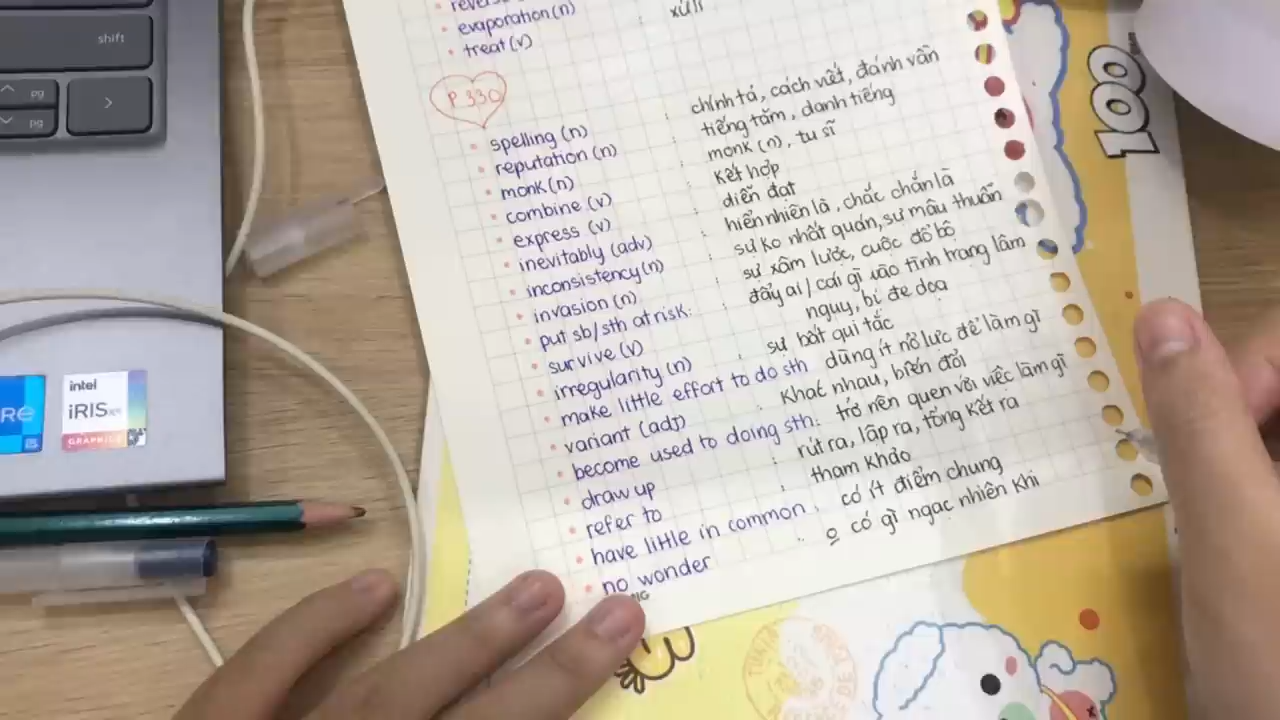 evaporation (n)
treat (v)
xử lí
P 330
spelling (n) : chính tả, cách viết, đánh vần
reputation (n) : tiếng tăm, danh tiếng
monk (n) : monk (n), tu sĩ
combine (v) : kết hợp
express (v) : diễn đạt
inevitably (adv) : hiển nhiên là, chắc chắn là
inconsistency (n) : sự ko nhất quán, sự mâu thuẫn
invasion (n) : sự xâm lược, cuộc đổ bộ
put sb/sth at risk : đẩy ai / cái gì vào tình trạng lâm
nguy, bị đe dọa
survive (v)
irregularity (n) : sự bất qui tắc
make little effort to do sth dùng ít nỗ lực để làm gì
variant (adj) : khác nhau, biến đổi
become used to doing sth : trở nên quen với việc làm gì
draw up : rút ra, lập ra, tổng kết ra
refer to : tham khảo
have little in common : có ít điểm chung
no wonder : o có gì ngạc nhiên khi
shift
pg
pg
intel
iRIS Xe
GRAPHICS
100